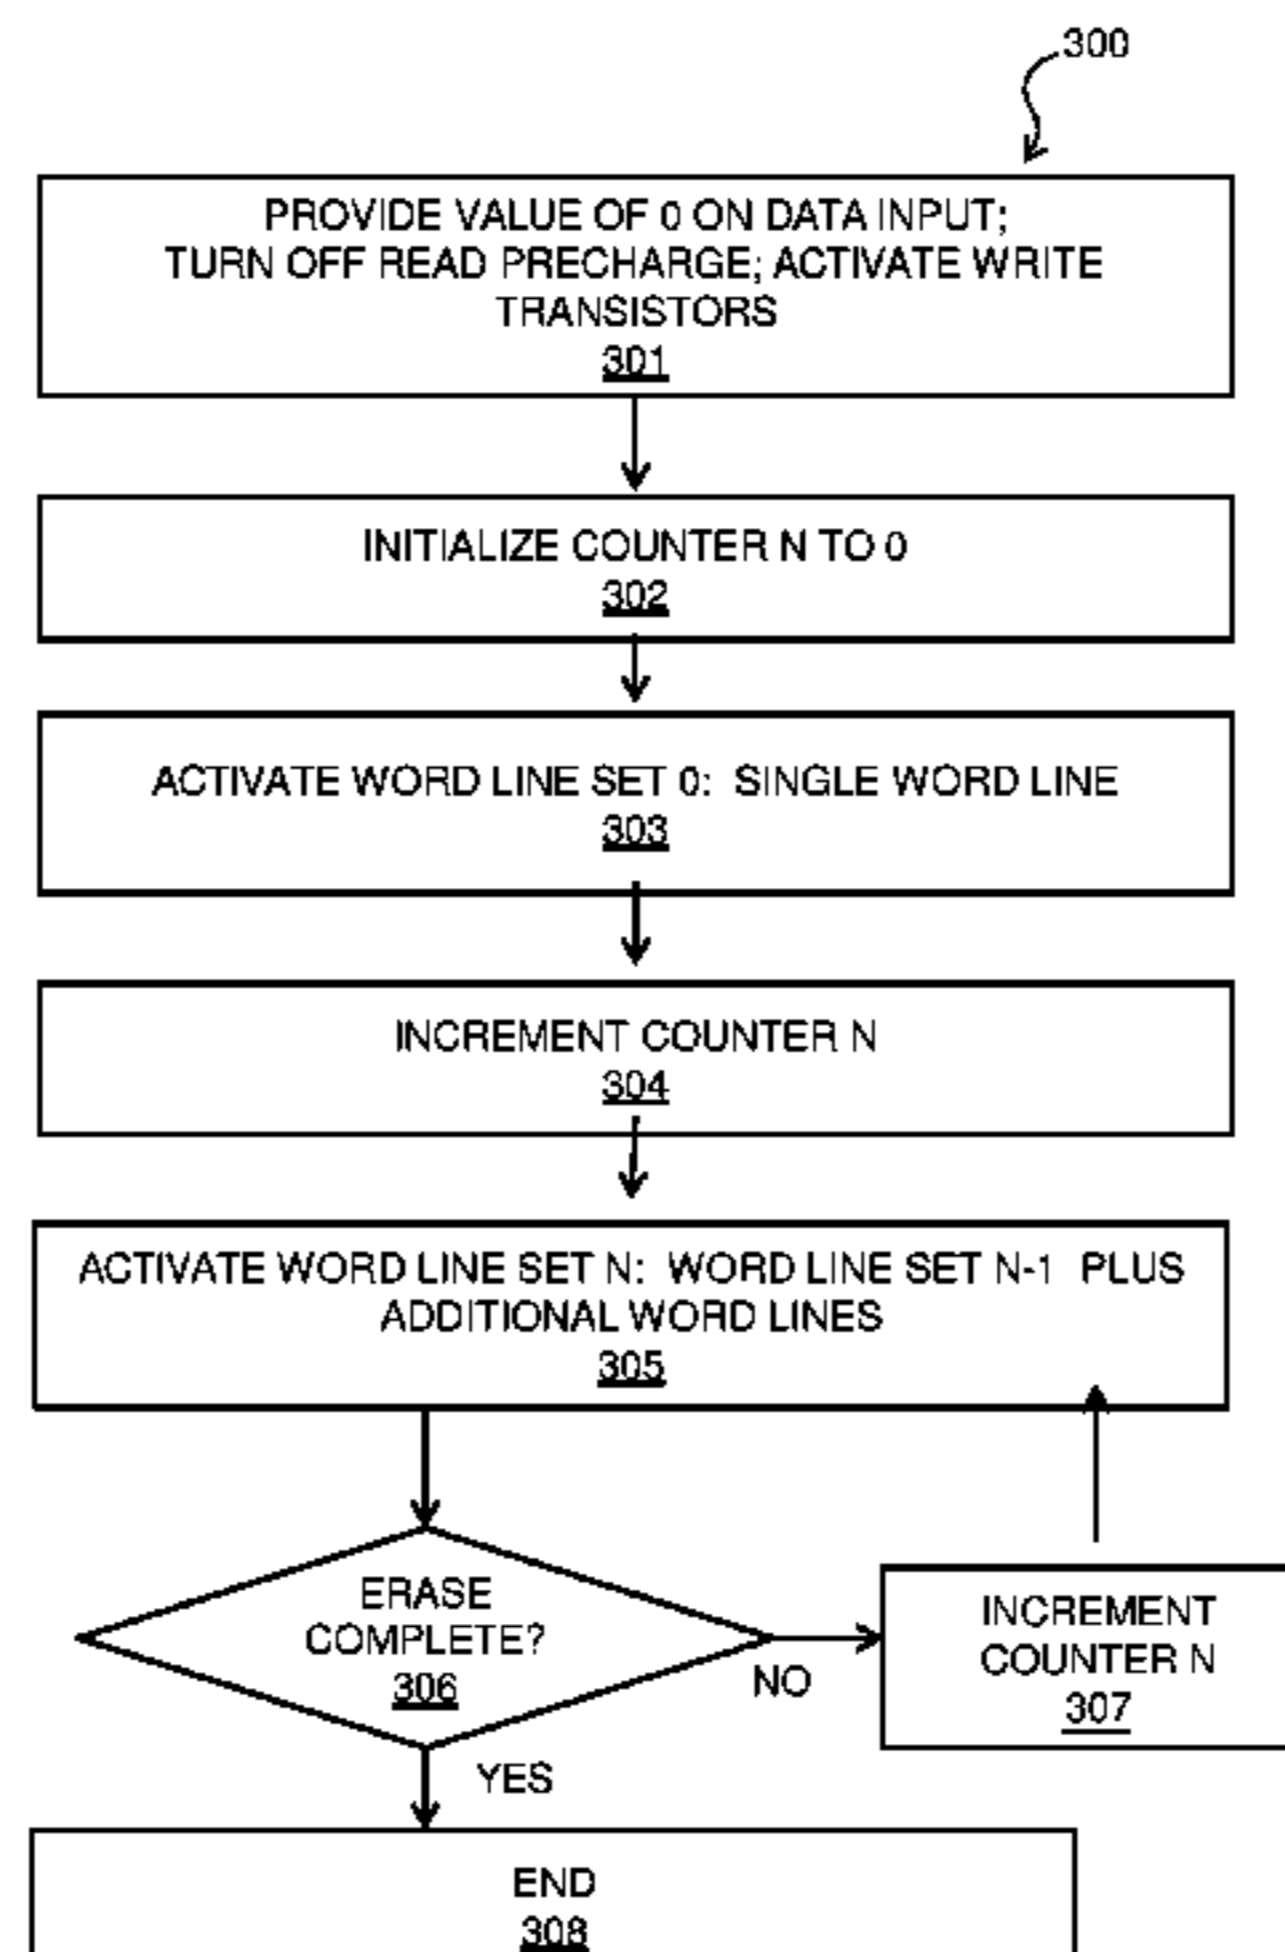 300
PROVIDE VALUE OF 0 ON DATA INPUT;
TURN OFF READ PRECHARGE; ACTIVATE WRITE
TRANSISTORS
301
INITIALIZE COUNTER N TO 0
302
ACTIVATE WORD LINE SET 0: SINGLE WORD LINE
303
INCREMENT COUNTER N
304
ACTIVATE WORD LINE SET N: WORD LINE SET N-1 PLUS
ADDITIONAL WORD LINES
305
ERASE
COMPLETE?
306
NO
INCREMENT
COUNTER N
307
YES
END
308